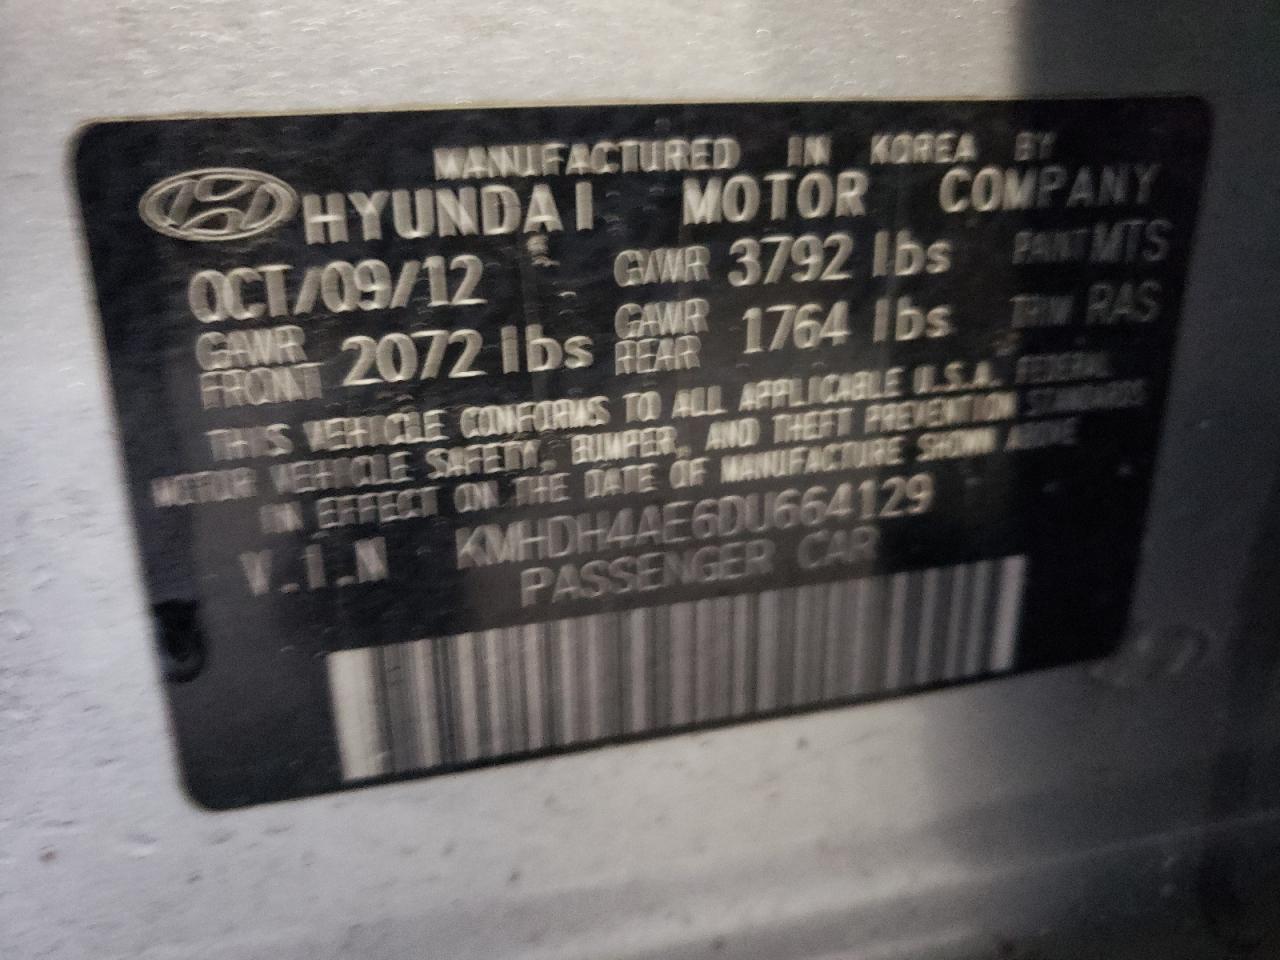 MANUFACTURED IN KOREA BY
HYUNDAI MOTOR COMPANY
OCT/09/12 GVWR 3792 lbs PAINT MTS
GAWR FRONT 2072 lbs GAWR REAR 1764 lbs TRIM RAS
THIS VEHICLE CONFORMS TO ALL APPLICABLE U.S.A. FEDERAL
MOTOR VEHICLE SAFETY, BUMPER, AND THEFT PREVENTION STANDARDS
IN EFFECT ON THE DATE OF MANUFACTURE SHOWN ABOVE
V.I.N KMHDH4AE6DU664129
PASSENGER CAR